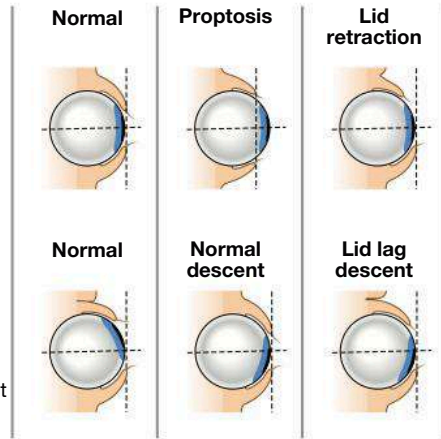 Normal
Proptosis
Lid
retraction
Normal
Normal
descent
Lid lag
descent
t